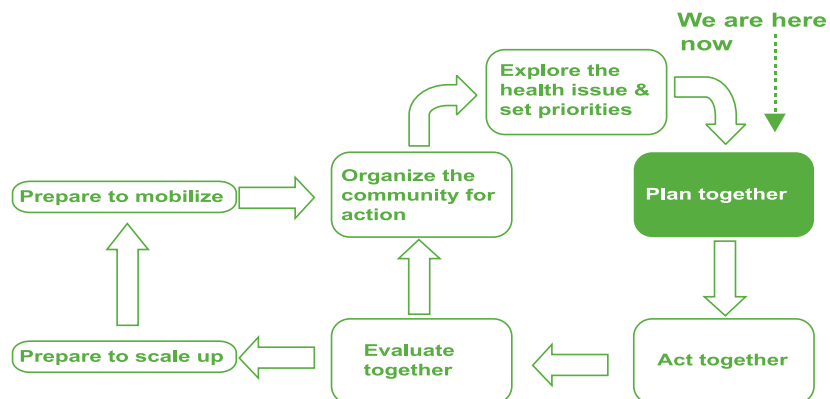 We are here
now
Explore the
health issue &
set priorities
Prepare to mobilize
Organize the
community for
action
Plan together
Prepare to scale up
Evaluate
together
Act together